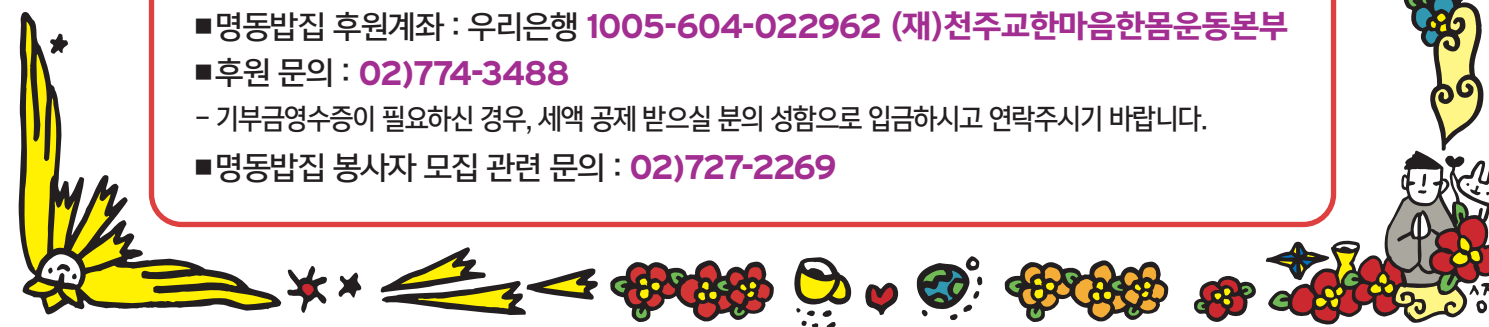 ■명동밥집 후원계좌 : 우리은행 1005-604-022962 (재)천주교한마음한몸운동본부
■후원 문의 : 02)774-3488
- 기부금영수증이 필요하신 경우, 세액 공제 받으실 분의 성함으로 입금하시고 연락주시기 바랍니다.
■명동밥집 봉사자 모집 관련 문의 : 02)727-2269